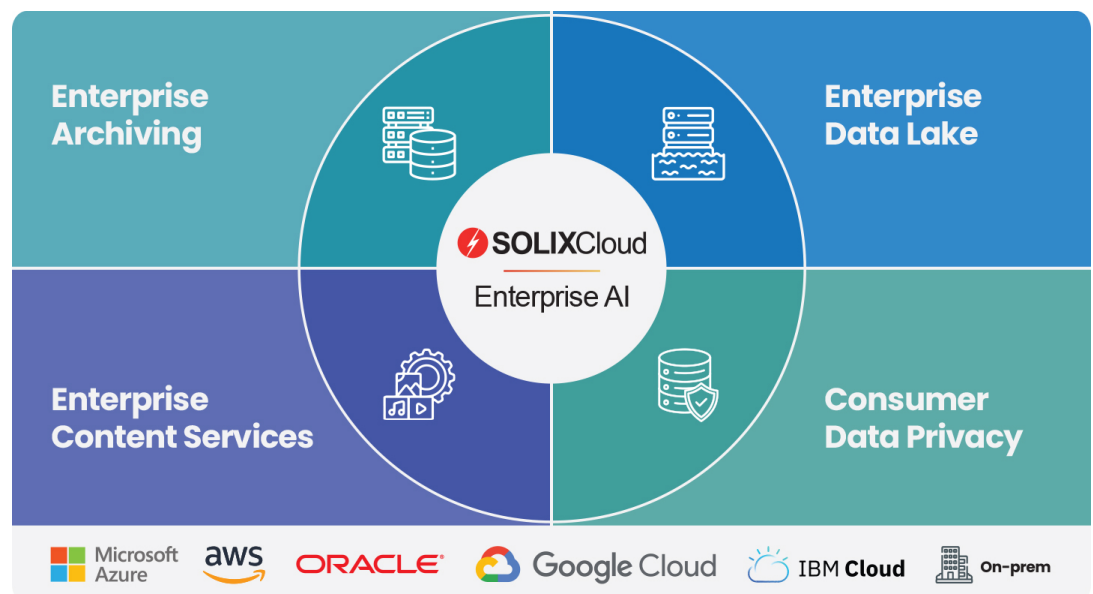 Enterprise
Archiving
Enterprise
Data Lake
SOLIXCloud
Enterprise AI
Enterprise
Content Services
Consumer
Data Privacy
Microsoft
Azure
aws
ORACLE®
Google Cloud
IBM Cloud
On-prem